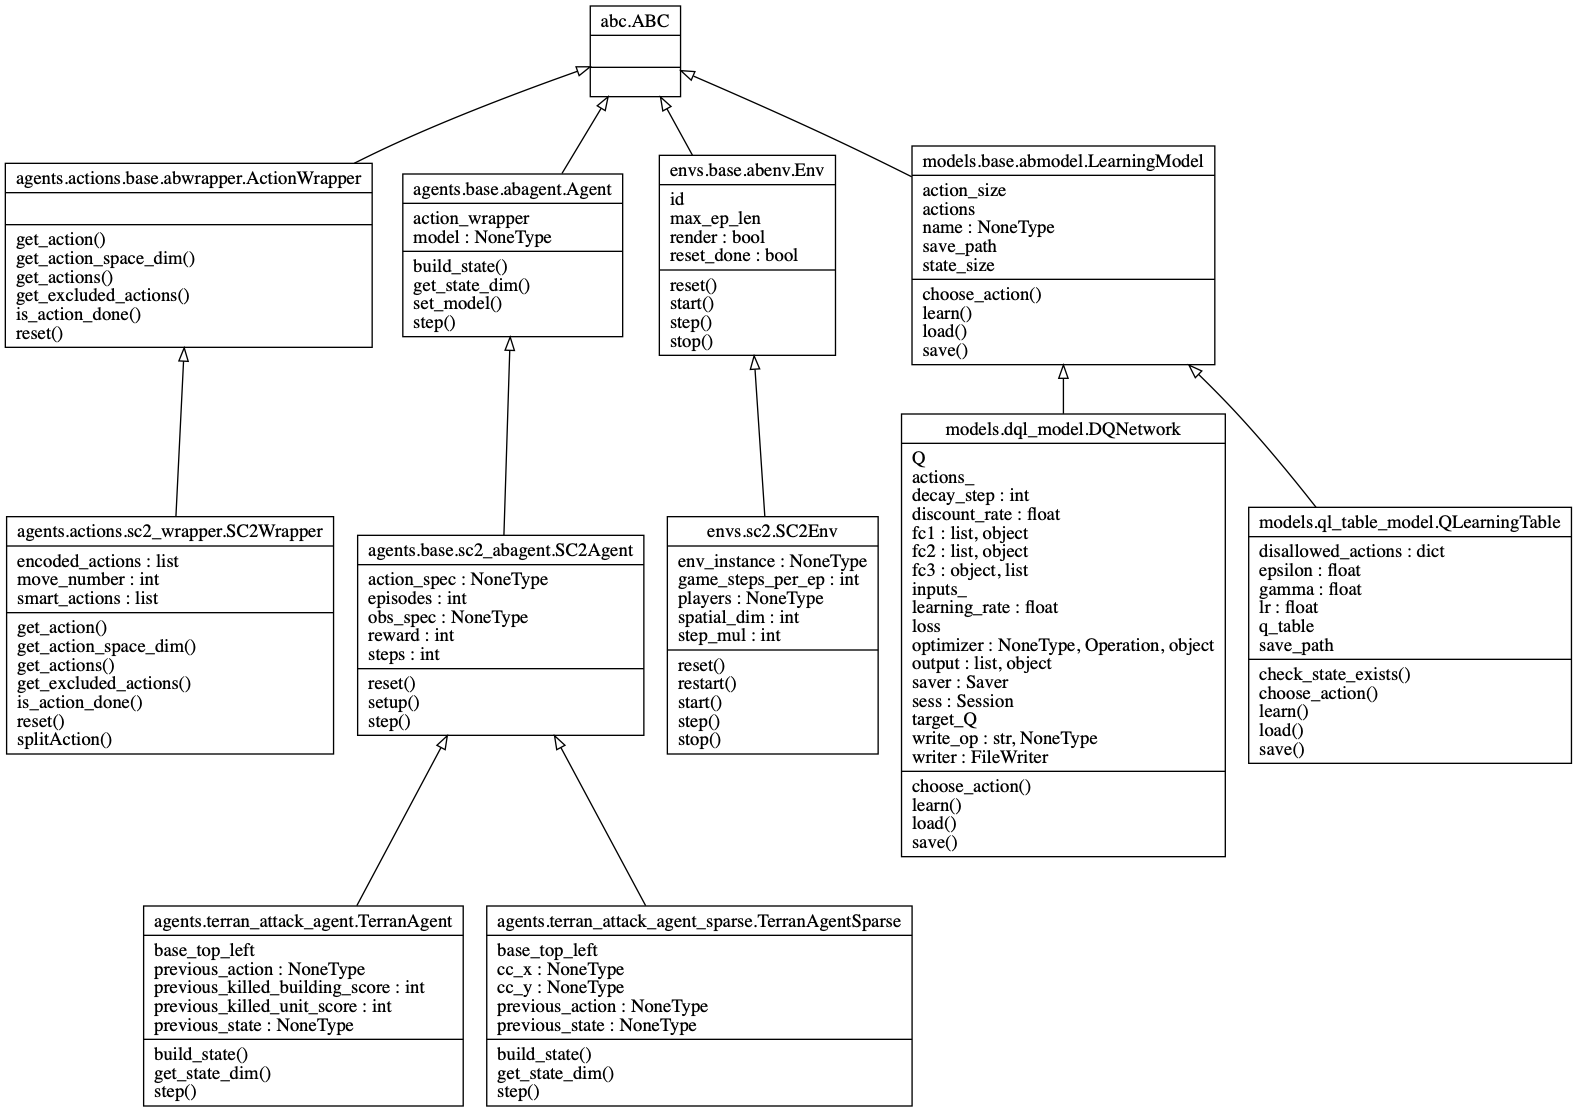 abc.ABC
agents.actions.base.abwrapper.ActionWrapper
get_action()
get_action_space_dim()
get_actions()
get_excluded_actions()
is_action_done()
reset()
agents.base.abagent.Agent
action_wrapper
model : NoneType
build_state()
get_state_dim()
set_model()
step()
envs.base.abenv.Env
id
max_ep_len
render : bool
reset_done : bool
reset()
start()
step()
stop()
models.base.abmodel.LearningModel
action_size
actions
name : NoneType
save_path
state_size
choose_action()
learn()
load()
save()
agents.actions.sc2_wrapper.SC2Wrapper
encoded_actions : list
move_number : int
smart_actions : list
get_action()
get_action_space_dim()
get_actions()
get_excluded_actions()
is_action_done()
reset()
splitAction()
agents.base.sc2_abagent.SC2Agent
action_spec : NoneType
episodes : int
obs_spec : NoneType
reward : int
steps : int
reset()
setup()
step()
envs.sc2.SC2Env
env_instance : NoneType
game_steps_per_ep : int
players : NoneType
spatial_dim : int
step_mul : int
reset()
restart()
start()
step()
stop()
models.dql_model.DQNetwork
Q
actions_
decay_step : int
discount_rate : float
fc1 : list, object
fc2 : list, object
fc3 : object, list
inputs_
learning_rate : float
loss
optimizer : NoneType, Operation, object
output : list, object
saver : Saver
sess : Session
target_Q
write_op : str, NoneType
writer : FileWriter
choose_action()
learn()
load()
save()
models.ql_table_model.QLearningTable
disallowed_actions : dict
epsilon : float
gamma : float
lr : float
q_table
save_path
check_state_exists()
choose_action()
learn()
load()
save()
agents.terran_attack_agent.TerranAgent
base_top_left
previous_action : NoneType
previous_killed_building_score : int
previous_killed_unit_score : int
previous_state : NoneType
build_state()
get_state_dim()
step()
agents.terran_attack_agent_sparse.TerranAgentSparse
base_top_left
cc_x : NoneType
cc_y : NoneType
previous_action : NoneType
previous_state : NoneType
build_state()
get_state_dim()
step()